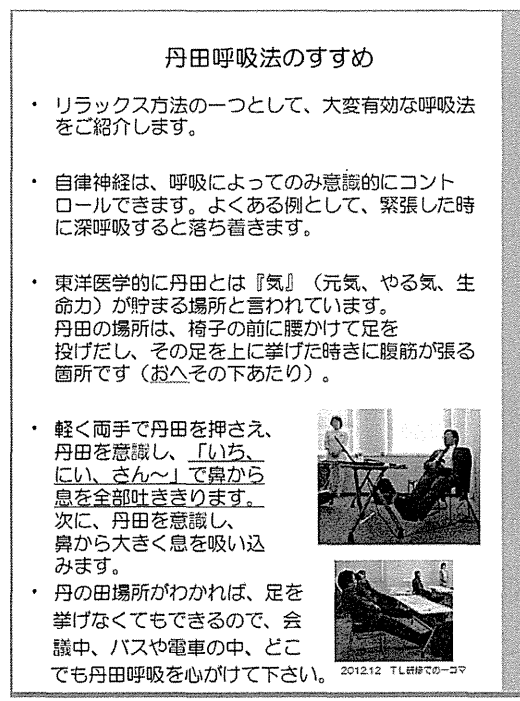 丹田呼吸法のすすめ
・ リラックス方法の一つとして、大変有効な呼吸法
をご紹介します。
・ 自律神経は、呼吸によってのみ意識的にコント
ロールできます。よくある例として、緊張した時
に深呼吸すると落ち着きます。
・ 東洋医学的に丹田とは『気』（元気、やる気、生
命力）が貯まる場所と言われています。
丹田の場所は、椅子の前に腰かけて足を
投げだし、その足を上に挙げた時きに腹筋が張る
箇所です（おへその下あたり）。
・ 軽く両手で丹田を押さえ、
丹田を意識し、「いち、
にい、さん～」で鼻から
息を全部吐ききります。
次に、丹田を意識し、
鼻から大きく息を吸い込
みます。
・ 丹の田場所がわかれば、足を
挙げなくてもできるので、会
議中、バスや電車の中、どこ
でも丹田呼吸を心がけて下さい。
2012.12 TL研修での一コマ